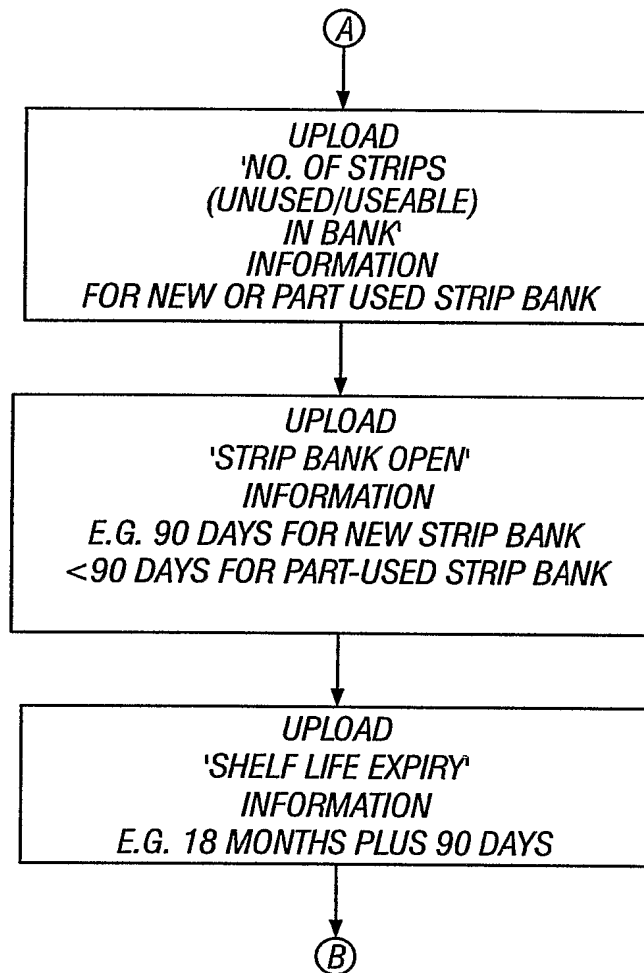 A
UPLOAD
'NO. OF STRIPS
(UNUSED/USEABLE)
IN BANK'
INFORMATION
FOR NEW OR PART USED STRIP BANK
UPLOAD
'STRIP BANK OPEN'
INFORMATION
E.G. 90 DAYS FOR NEW STRIP BANK
<90 DAYS FOR PART-USED STRIP BANK
UPLOAD
'SHELF LIFE EXPIRY'
INFORMATION
E.G. 18 MONTHS PLUS 90 DAYS
B